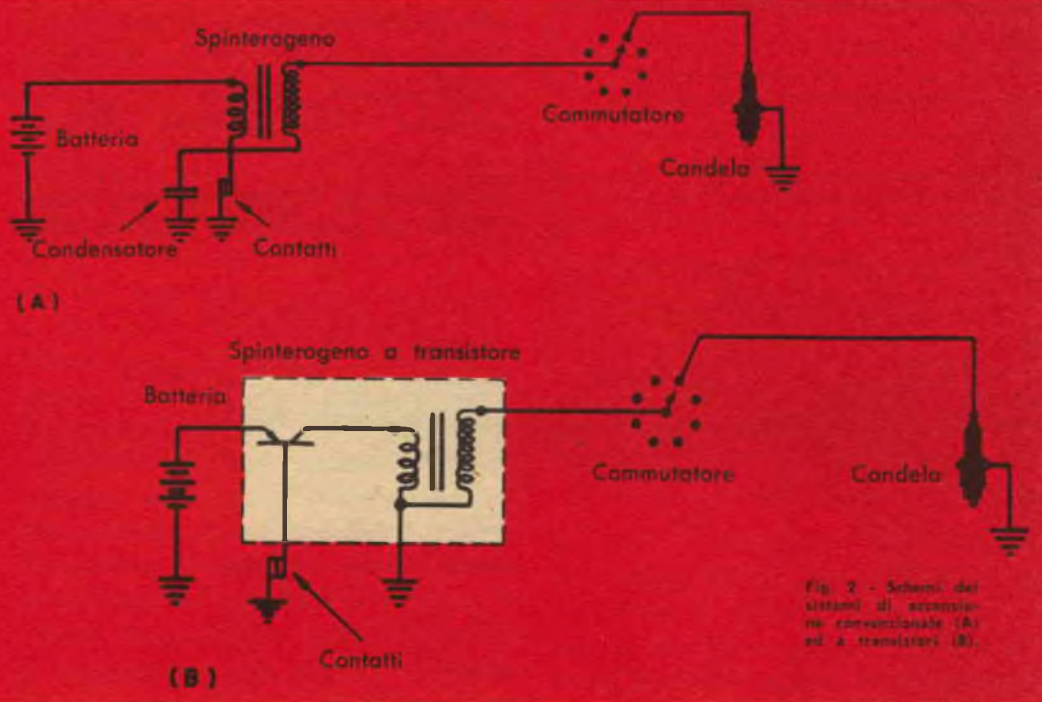 Spinterogeno
Batteria
Commutatore
Candela
Condensatore
Contatti
(A)
Spinterogeno a transistore
Batteria
Commutatore
Candela
Contatti
(B)
Fig. 2 - Schemi dei
sistemi di accensio-
ne convenzionale (A)
ed a transistori (B).